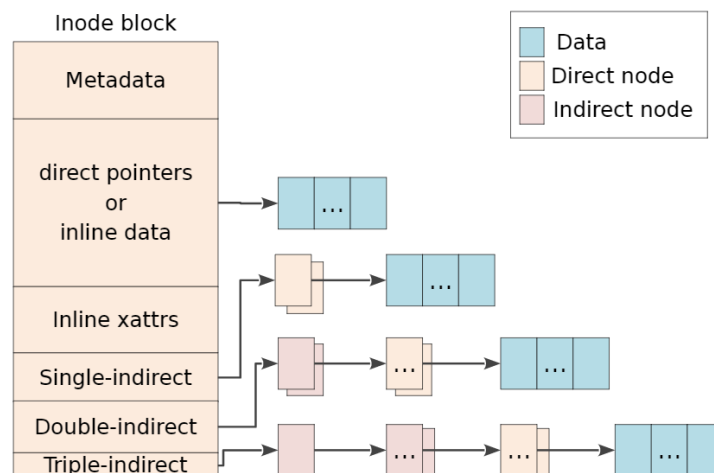 Inode block
Metadata
direct pointers
or
inline data
Inline xattrs
Single-indirect
Double-indirect
Triple-indirect
Data
Direct node
Indirect node
...
...
...
...
...
...
...